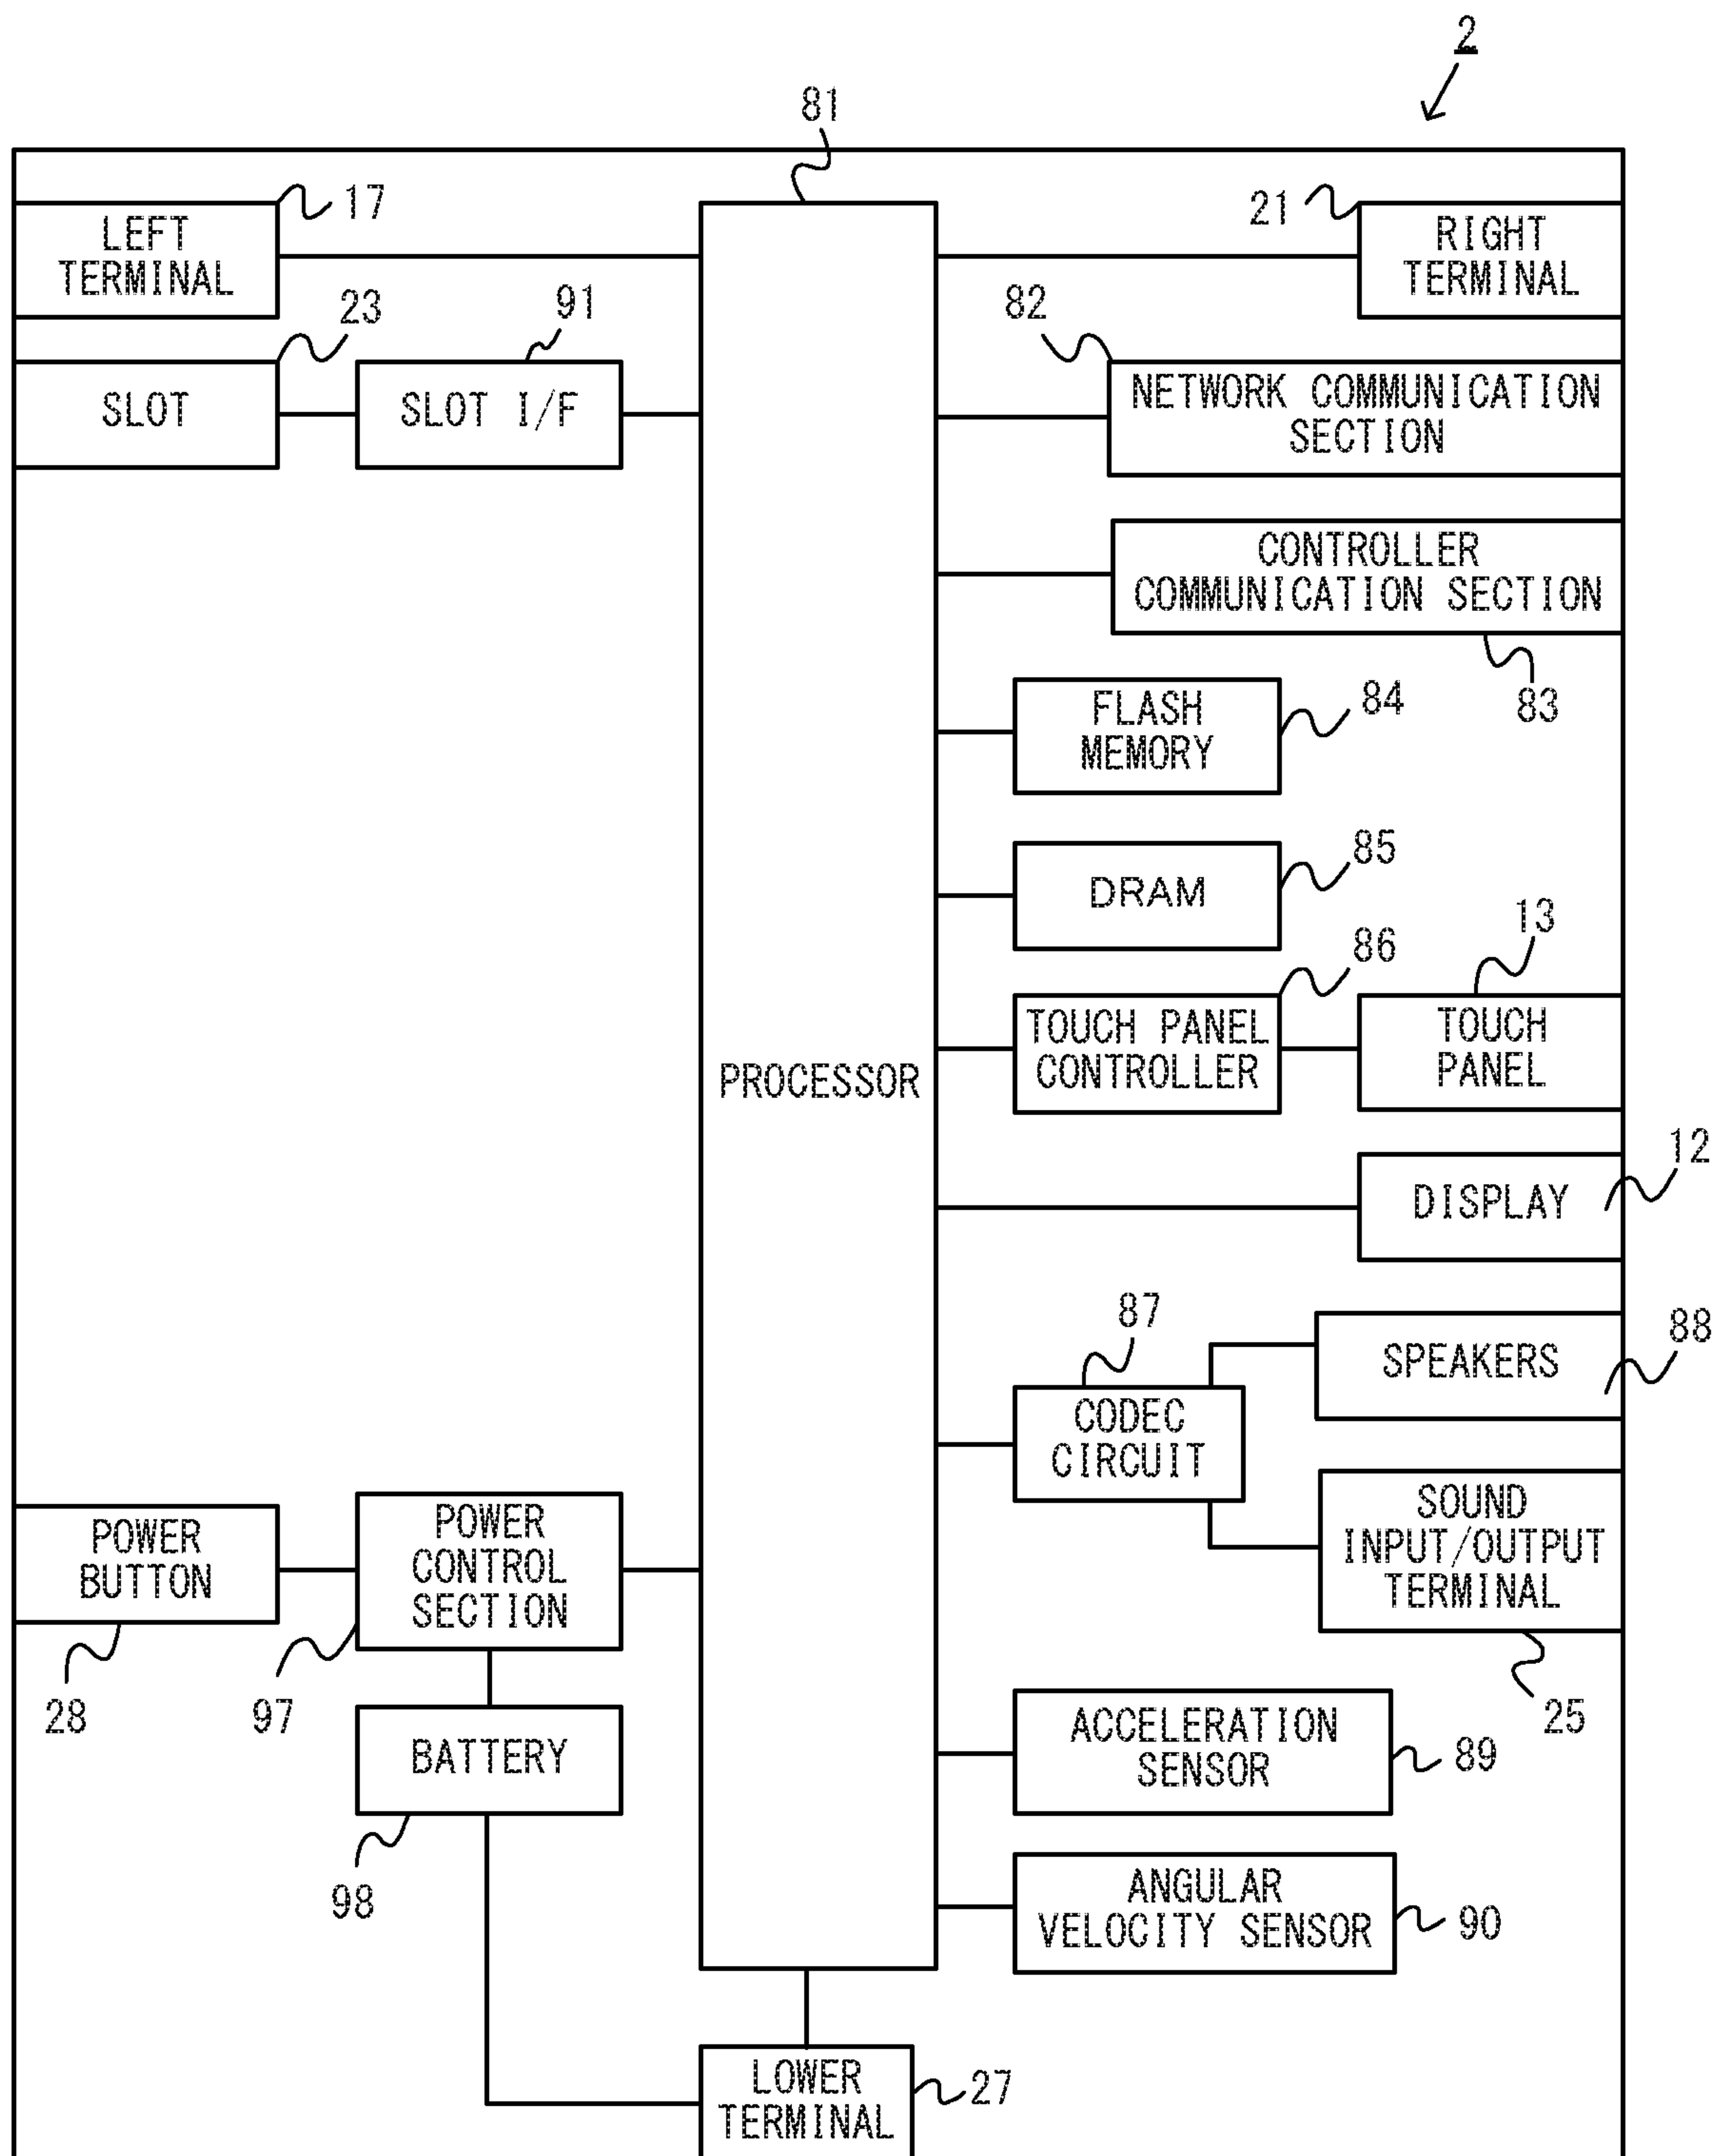 2
81
17
LEFT
TERMINAL
21
RIGHT
TERMINAL
23
SLOT
91
SLOT I/F
82
NETWORK COMMUNICATION
SECTION
CONTROLLER
COMMUNICATION SECTION
83
FLASH
MEMORY
84
DRAM
85
PROCESSOR
86
TOUCH PANEL
CONTROLLER
13
TOUCH
PANEL
12
DISPLAY
87
CODEC
CIRCUIT
88
SPEAKERS
SOUND
INPUT/OUTPUT
TERMINAL
25
POWER
BUTTON
28
POWER
CONTROL
SECTION
97
BATTERY
98
ACCELERATION
SENSOR
89
ANGULAR
VELOCITY SENSOR
90
LOWER
TERMINAL
27